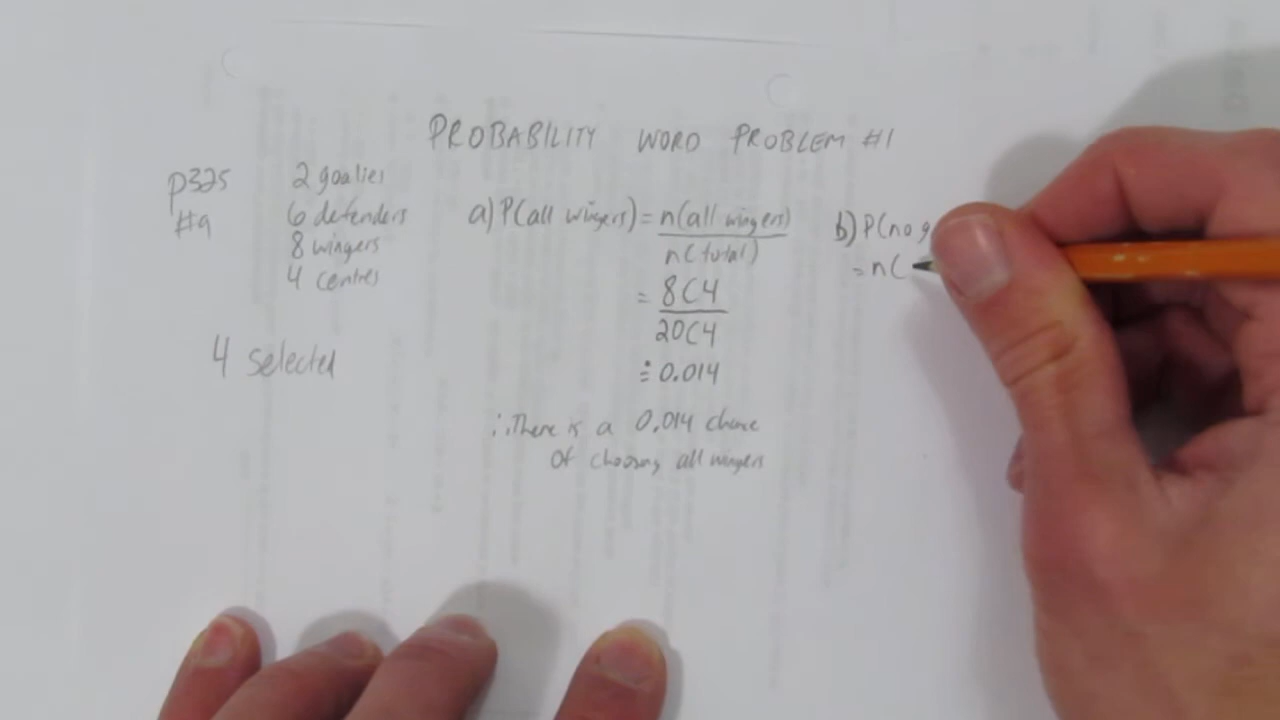 PROBABILITY WORD PROBLEM #1
p325
#9
2 goalies
6 defenders
8 wingers
4 centres
4 selected
a) P(all wingers) = n(all wingers)
n(total)
= 8C4
20C4
≐ 0.014
∴ There is a 0.014 chance
of choosing all wingers
b) P(no g
= n(